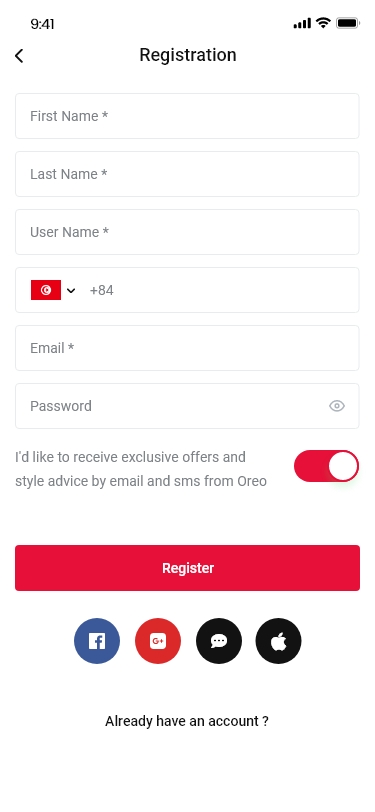 9:41
Registration
First Name *
Last Name *
User Name *
+84
Email *
Password
I'd like to receive exclusive offers and
style advice by email and sms from Oreo
Register
G+
Already have an account ?